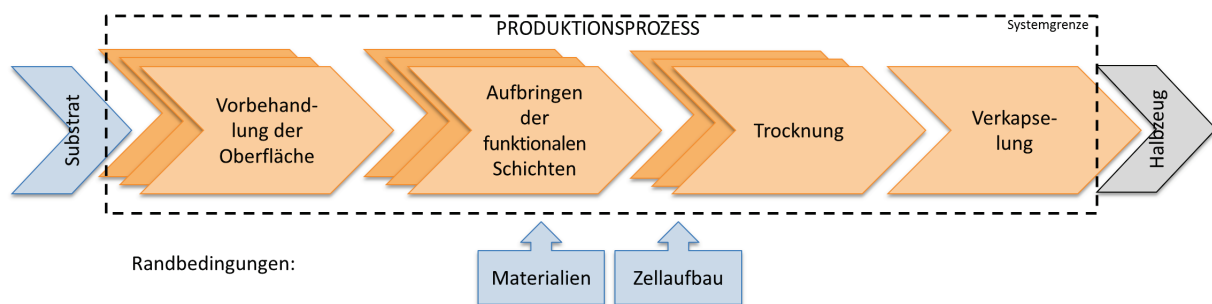 PRODUKTIONSPROZESS
Systemgrenze
Substrat
Vorbehand-
lung der
Oberfläche
Aufbringen
der
funktionalen
Schichten
Trocknung
Verkapse-
lung
Halbzeug
Randbedingungen:
Materialien
Zellaufbau